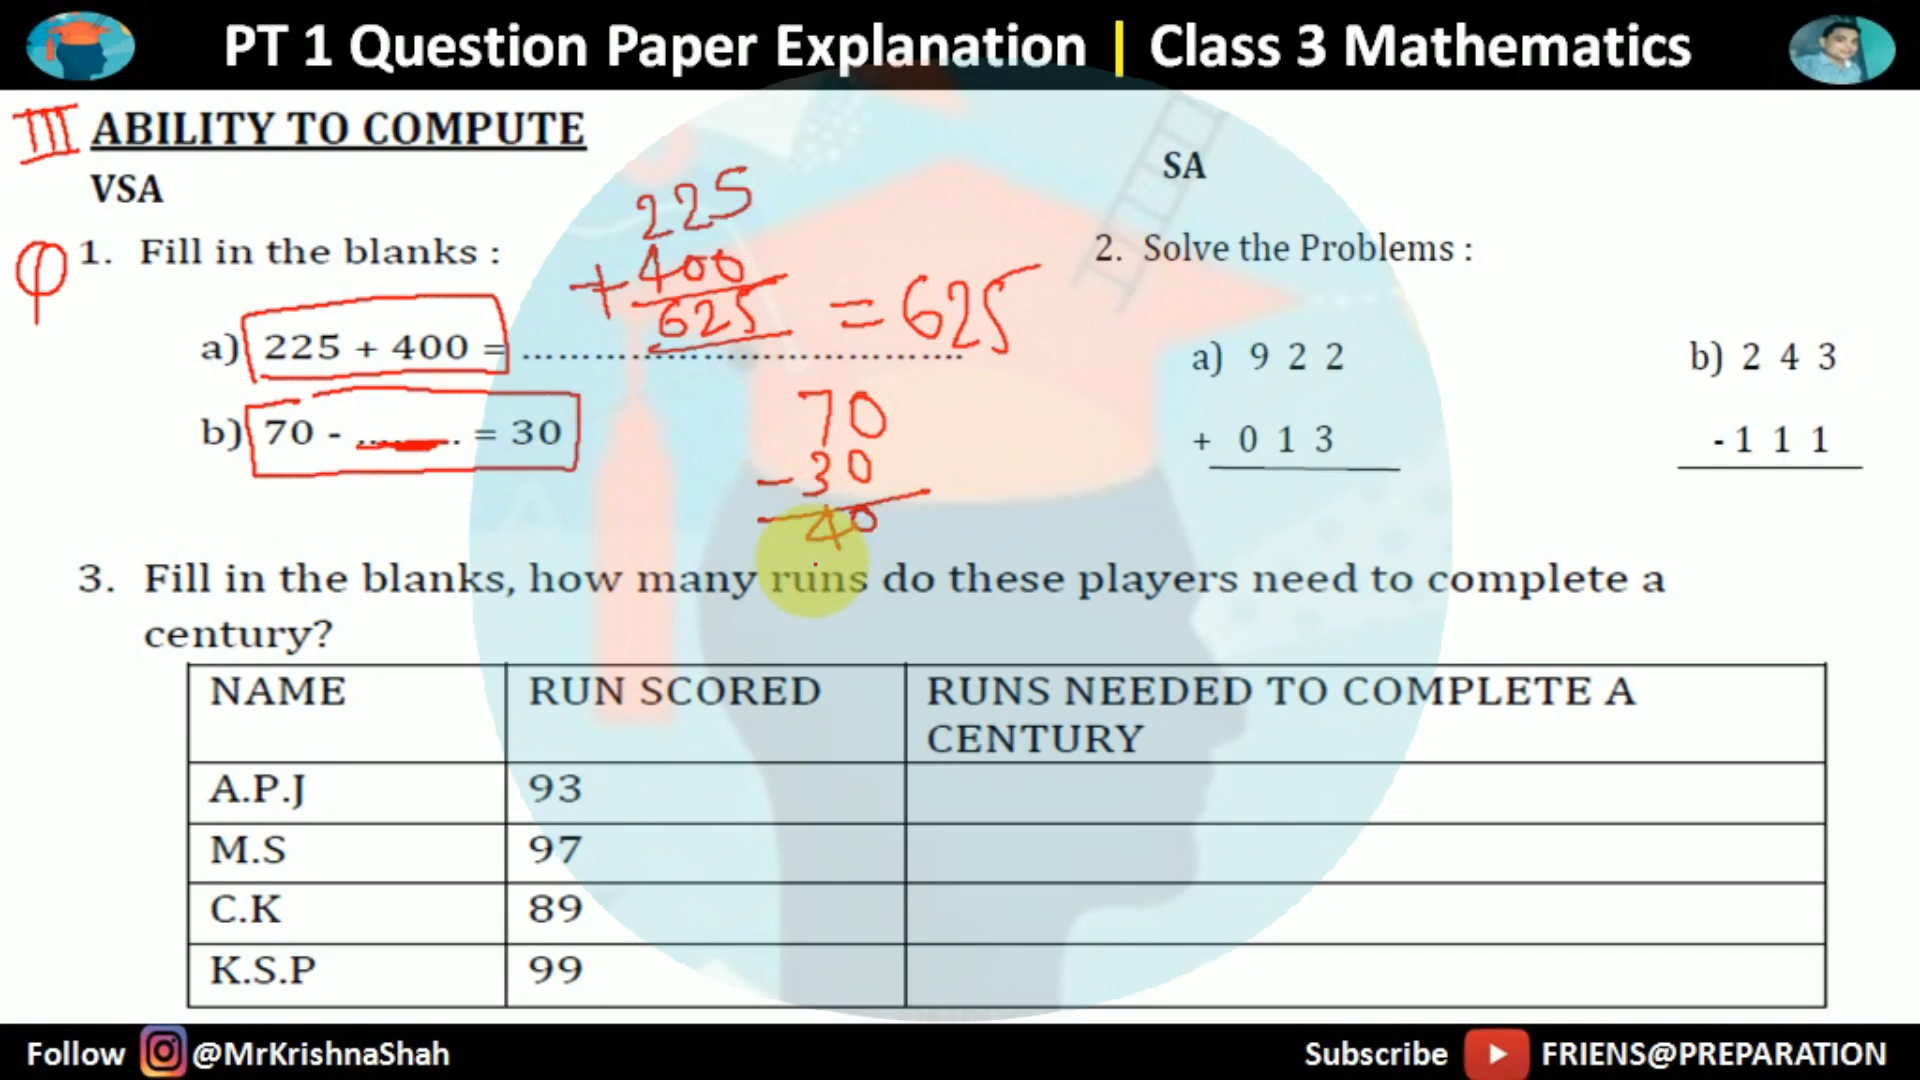 PT 1 Question Paper Explanation | Class 3 Mathematics
III ABILITY TO COMPUTE
VSA
1. Fill in the blanks :
225
+ 400
625 = 625
a) 225 + 400 = ........................................
b) 70 - ......... = 30
70
- 30
40
SA
2. Solve the Problems :
a) 9 2 2
+ 0 1 3
b) 2 4 3
- 1 1 1
3. Fill in the blanks, how many runs do these players need to complete a
century?
NAME RUN SCORED RUNS NEEDED TO COMPLETE A
CENTURY
A.P.J 93
M.S 97
C.K 89
K.S.P 99
Follow @MrKrishnaShah Subscribe FRIENS@PREPARATION